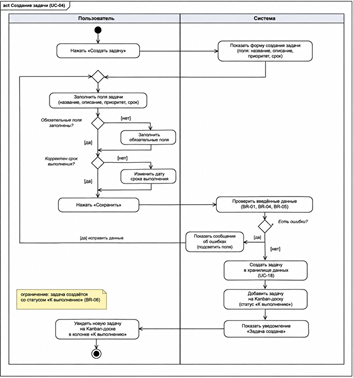 act Создание задачи (UC-04)
Пользователь
Система
Нажать «Создать задачу»
Показать форму создания задачи
(поля: название, описание,
приоритет, срок)
Заполнить поля задачи
(название, описание, приоритет, срок)
Обязательные поля
заполнены?
[нет]
Заполнить
обязательные поля
[да]
Корректен срок
выполнения?
[нет]
Изменить дату
срока выполнения
[да]
Нажать «Сохранить»
Проверить введённые данные
(BR-01, BR-04, BR-05)
Есть ошибки?
Показать сообщения
об ошибках
(подсветить поля)
[да] исправить данные
[нет]
Создать задачу
в хранилище данных
(UC-18)
ограничение: задача создаётся
со статусом «К выполнению» (BR-06)
Добавить задачу
на Kanban-доску
(статус «К выполнению»)
Увидеть новую задачу
на Kanban-доске
в колонке «К выполнению»
Показать уведомление
«Задача создана»